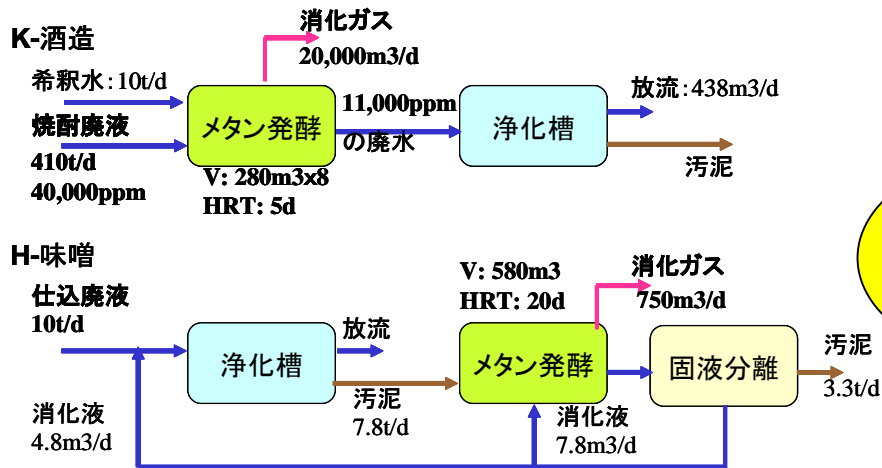 K-酒造
消化ガス
20,000m3/d
希釈水:10t/d
焼酎廃液
410t/d
40,000ppm
メタン発酵
V: 280m3x8
HRT: 5d
11,000ppm
の廃水
浄化槽
放流:438m3/d
汚泥
H-味噌
仕込廃液
10t/d
浄化槽
放流
汚泥
7.8t/d
V: 580m3
HRT: 20d
メタン発酵
消化ガス
750m3/d
固液分離
汚泥
3.3t/d
消化液
4.8m3/d
消化液
7.8m3/d